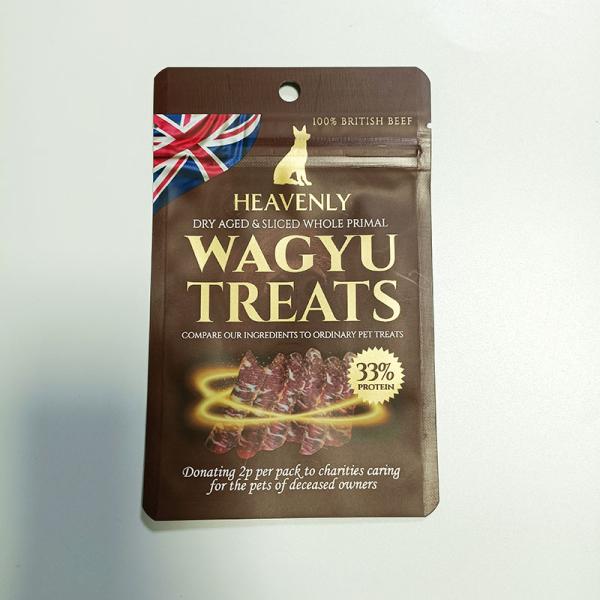 100% BRITISH BEEF
HEAVENLY
DRY AGED & SLICED WHOLE PRIMAL
WAGYU
TREATS
COMPARE OUR INGREDIENTS TO ORDINARY PET TREATS
33%
PROTEIN
Donating 2p per pack to charities caring
for the pets of deceased owners